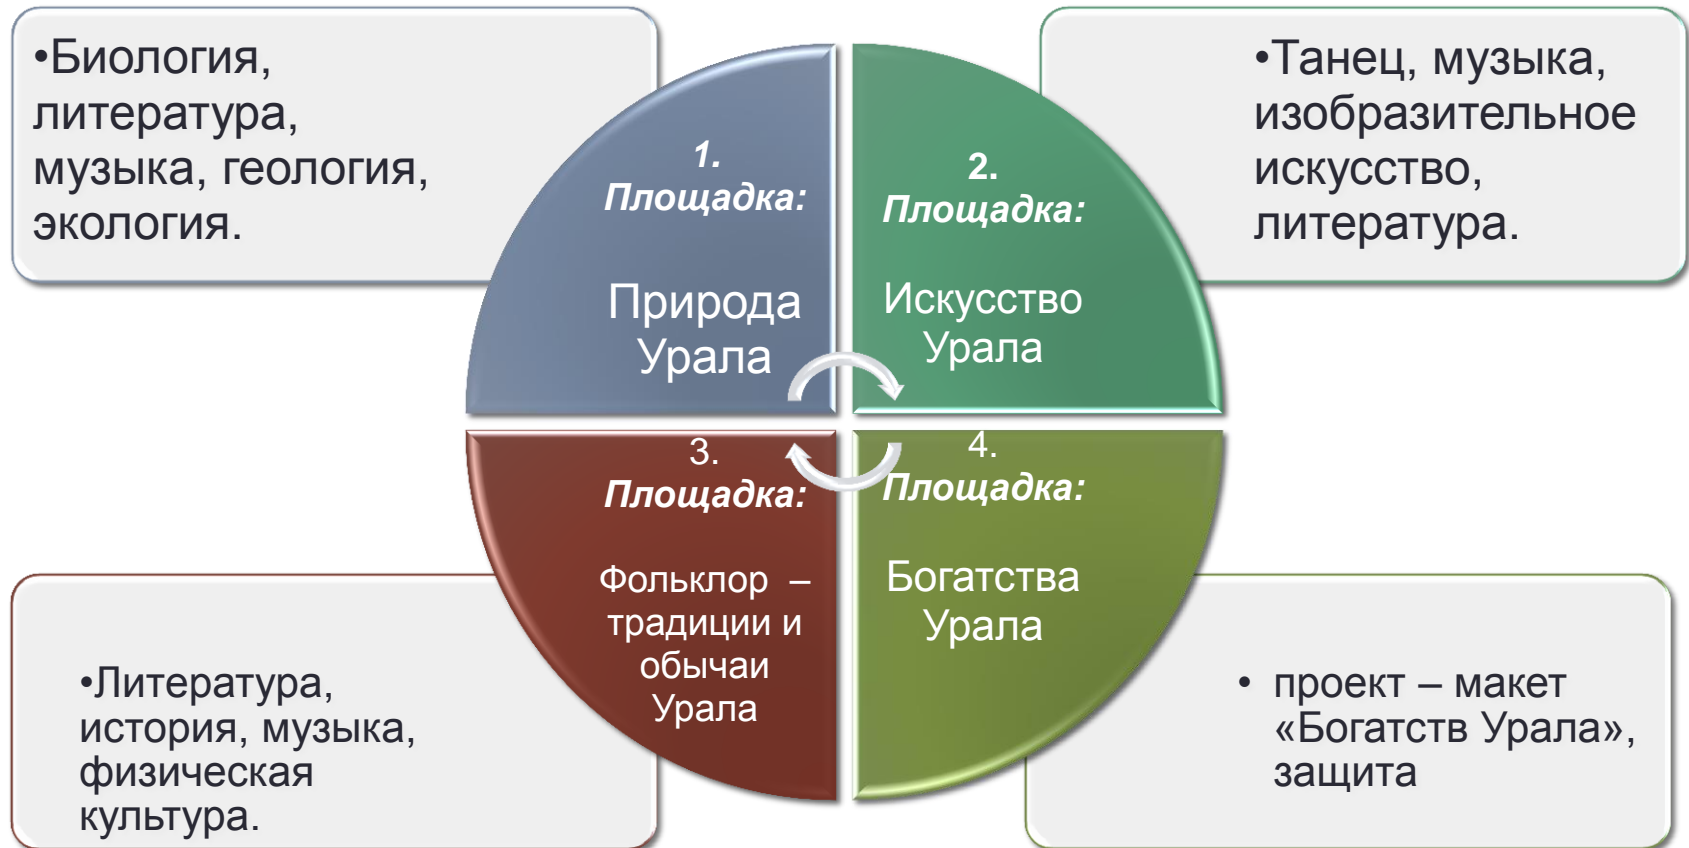 •Биология,
литература,
музыка, геология,
экология.
1.
Площадка:
Природа
Урала
2.
Площадка:
Искусство
Урала
•Танец, музыка,
изобразительное
искусство,
литература.
•Литература,
история, музыка,
физическая
культура.
3.
Площадка:
Фольклор –
традиции и
обычаи
Урала
4.
Площадка:
Богатства
Урала
• проект – макет
«Богатств Урала»,
защита